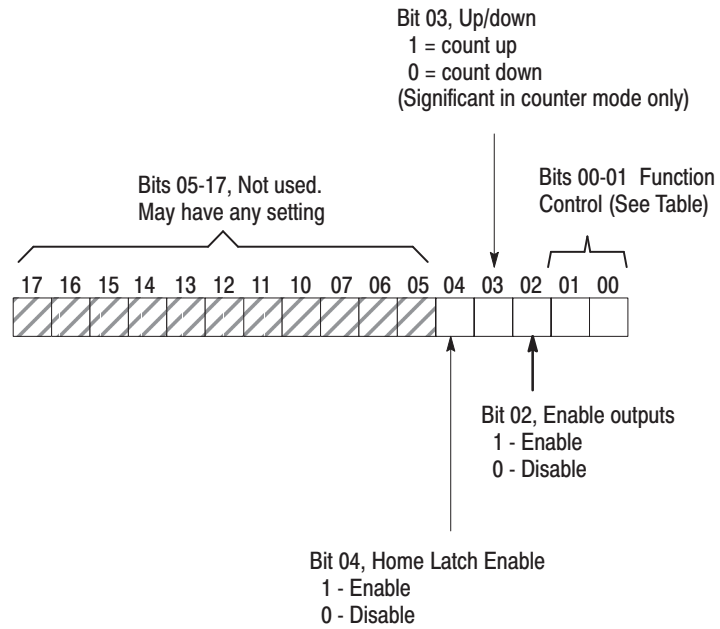 Bit 03, Up/down
1 = count up
0 = count down
(Significant in counter mode only)
Bits 05-17, Not used.
May have any setting
Bits 00-01 Function
Control (See Table)
17 16 15 14 13 12 11 10 07 06 05 04 03 02 01 00
Bit 02, Enable outputs
1 - Enable
0 - Disable
Bit 04, Home Latch Enable
1 - Enable
0 - Disable